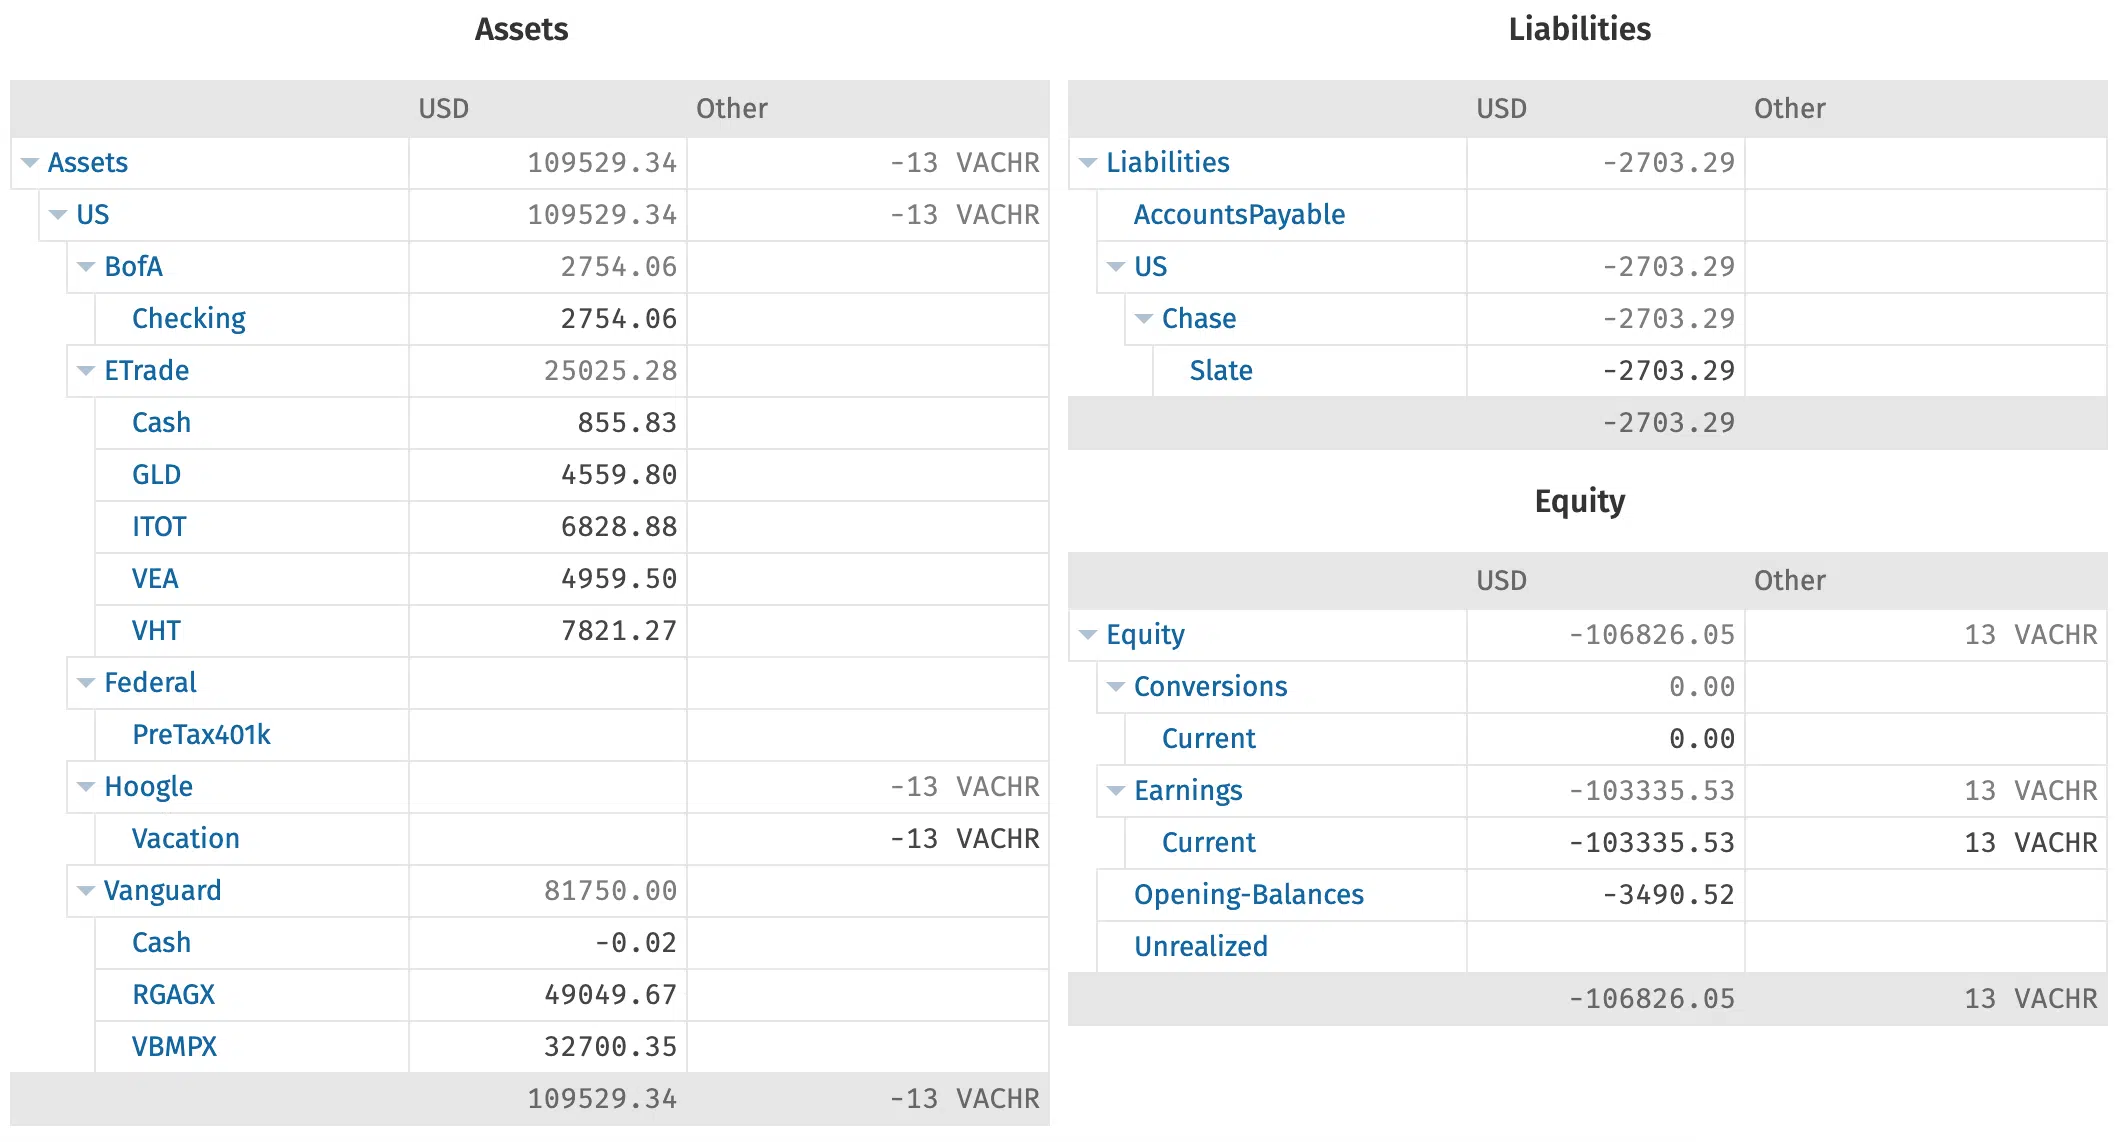 Assets
USD Other
Assets 109529.34 -13 VACHR
US 109529.34 -13 VACHR
BofA 2754.06
Checking 2754.06
ETrade 25025.28
Cash 855.83
GLD 4559.80
ITOT 6828.88
VEA 4959.50
VHT 7821.27
Federal
PreTax401k
Hoogle -13 VACHR
Vacation -13 VACHR
Vanguard 81750.00
Cash -0.02
RGAGX 49049.67
VBMPX 32700.35
109529.34 -13 VACHR
Liabilities
USD Other
Liabilities -2703.29
AccountsPayable
US -2703.29
Chase -2703.29
Slate -2703.29
-2703.29
Equity
USD Other
Equity -106826.05 13 VACHR
Conversions 0.00
Current 0.00
Earnings -103335.53 13 VACHR
Current -103335.53 13 VACHR
Opening-Balances -3490.52
Unrealized
-106826.05 13 VACHR